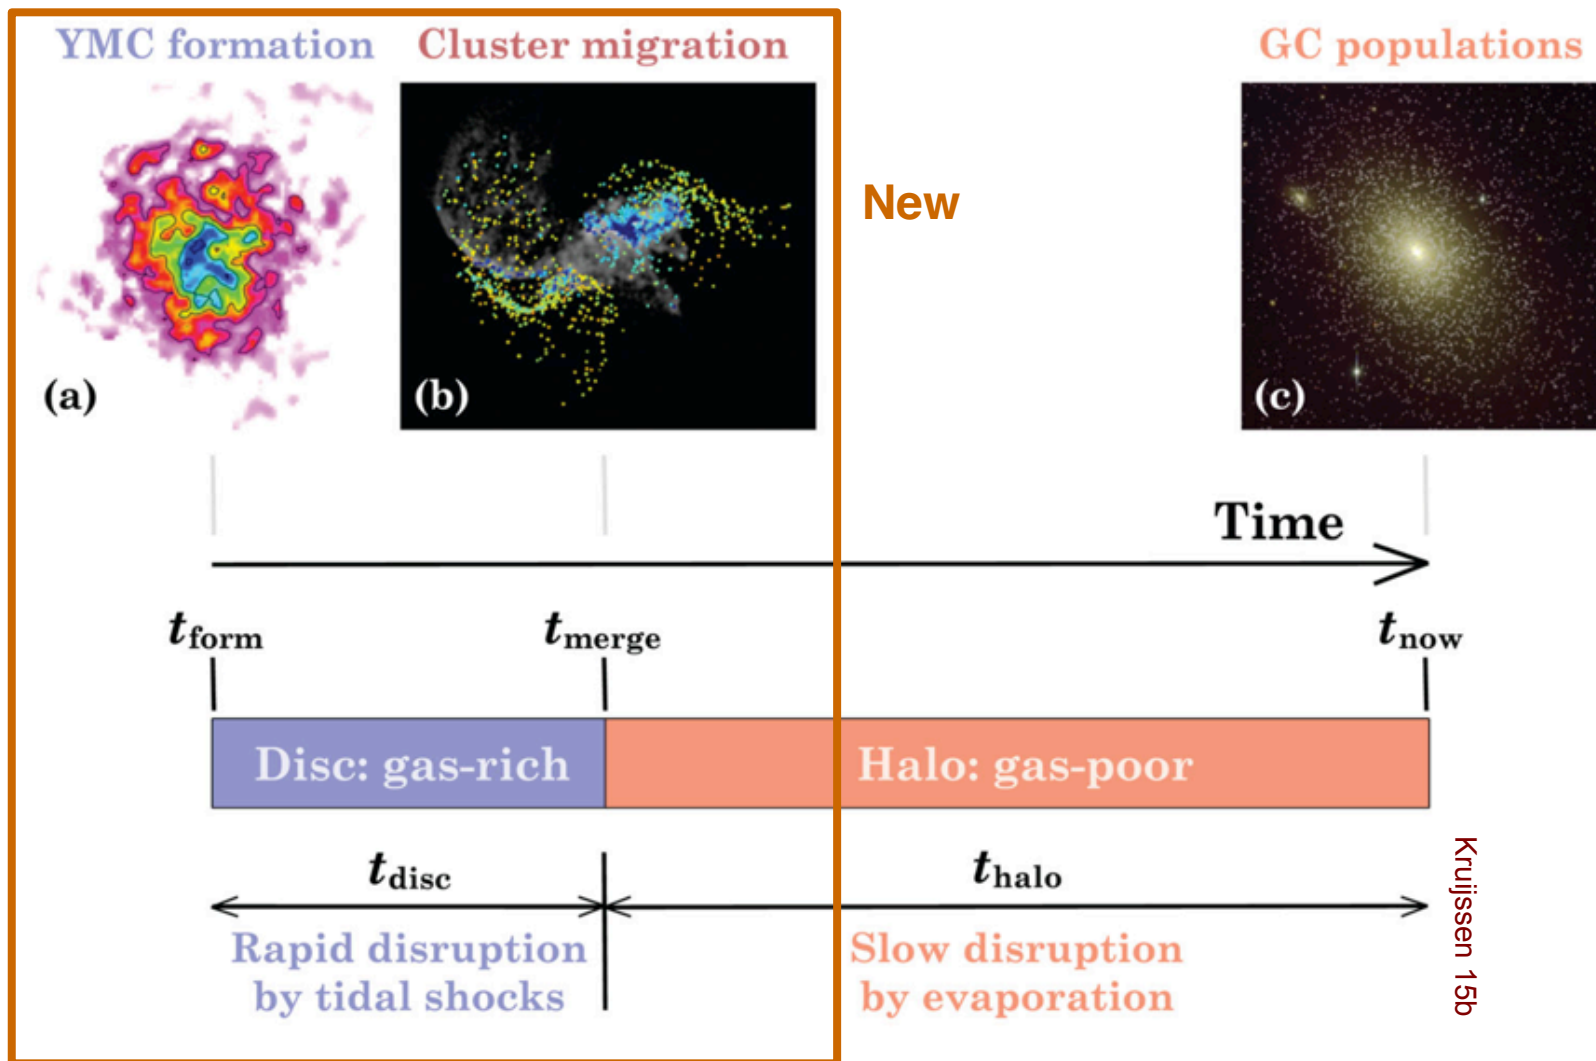 YMC formation
Cluster migration
GC populations
New
(a)
(b)
(c)
Time
t_form
t_merge
t_now
Disc: gas-rich
Halo: gas-poor
t_disc
t_halo
Rapid disruption
by tidal shocks
Slow disruption
by evaporation
Kruijssen 15b